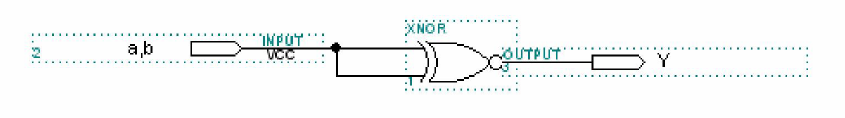 XNOR
2 a,b INPUT
VCC
OUTPUT Y
1 3